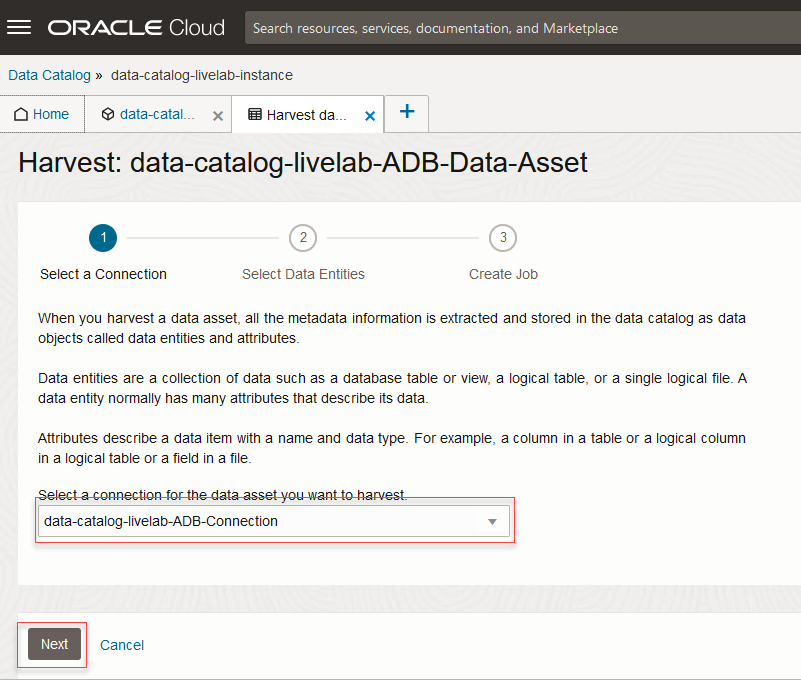 ORACLE Cloud
Search resources, services, documentation, and Marketplace
Data Catalog » data-catalog-livelab-instance
Home
data-catal...
Harvest da...
Harvest: data-catalog-livelab-ADB-Data-Asset
1
2
3
Select a Connection
Select Data Entities
Create Job
When you harvest a data asset, all the metadata information is extracted and stored in the data catalog as data
objects called data entities and attributes.
Data entities are a collection of data such as a database table or view, a logical table, or a single logical file. A
data entity normally has many attributes that describe its data.
Attributes describe a data item with a name and data type. For example, a column in a table or a logical column
in a logical table or a field in a file.
Select a connection for the data asset you want to harvest.
data-catalog-livelab-ADB-Connection
Next
Cancel